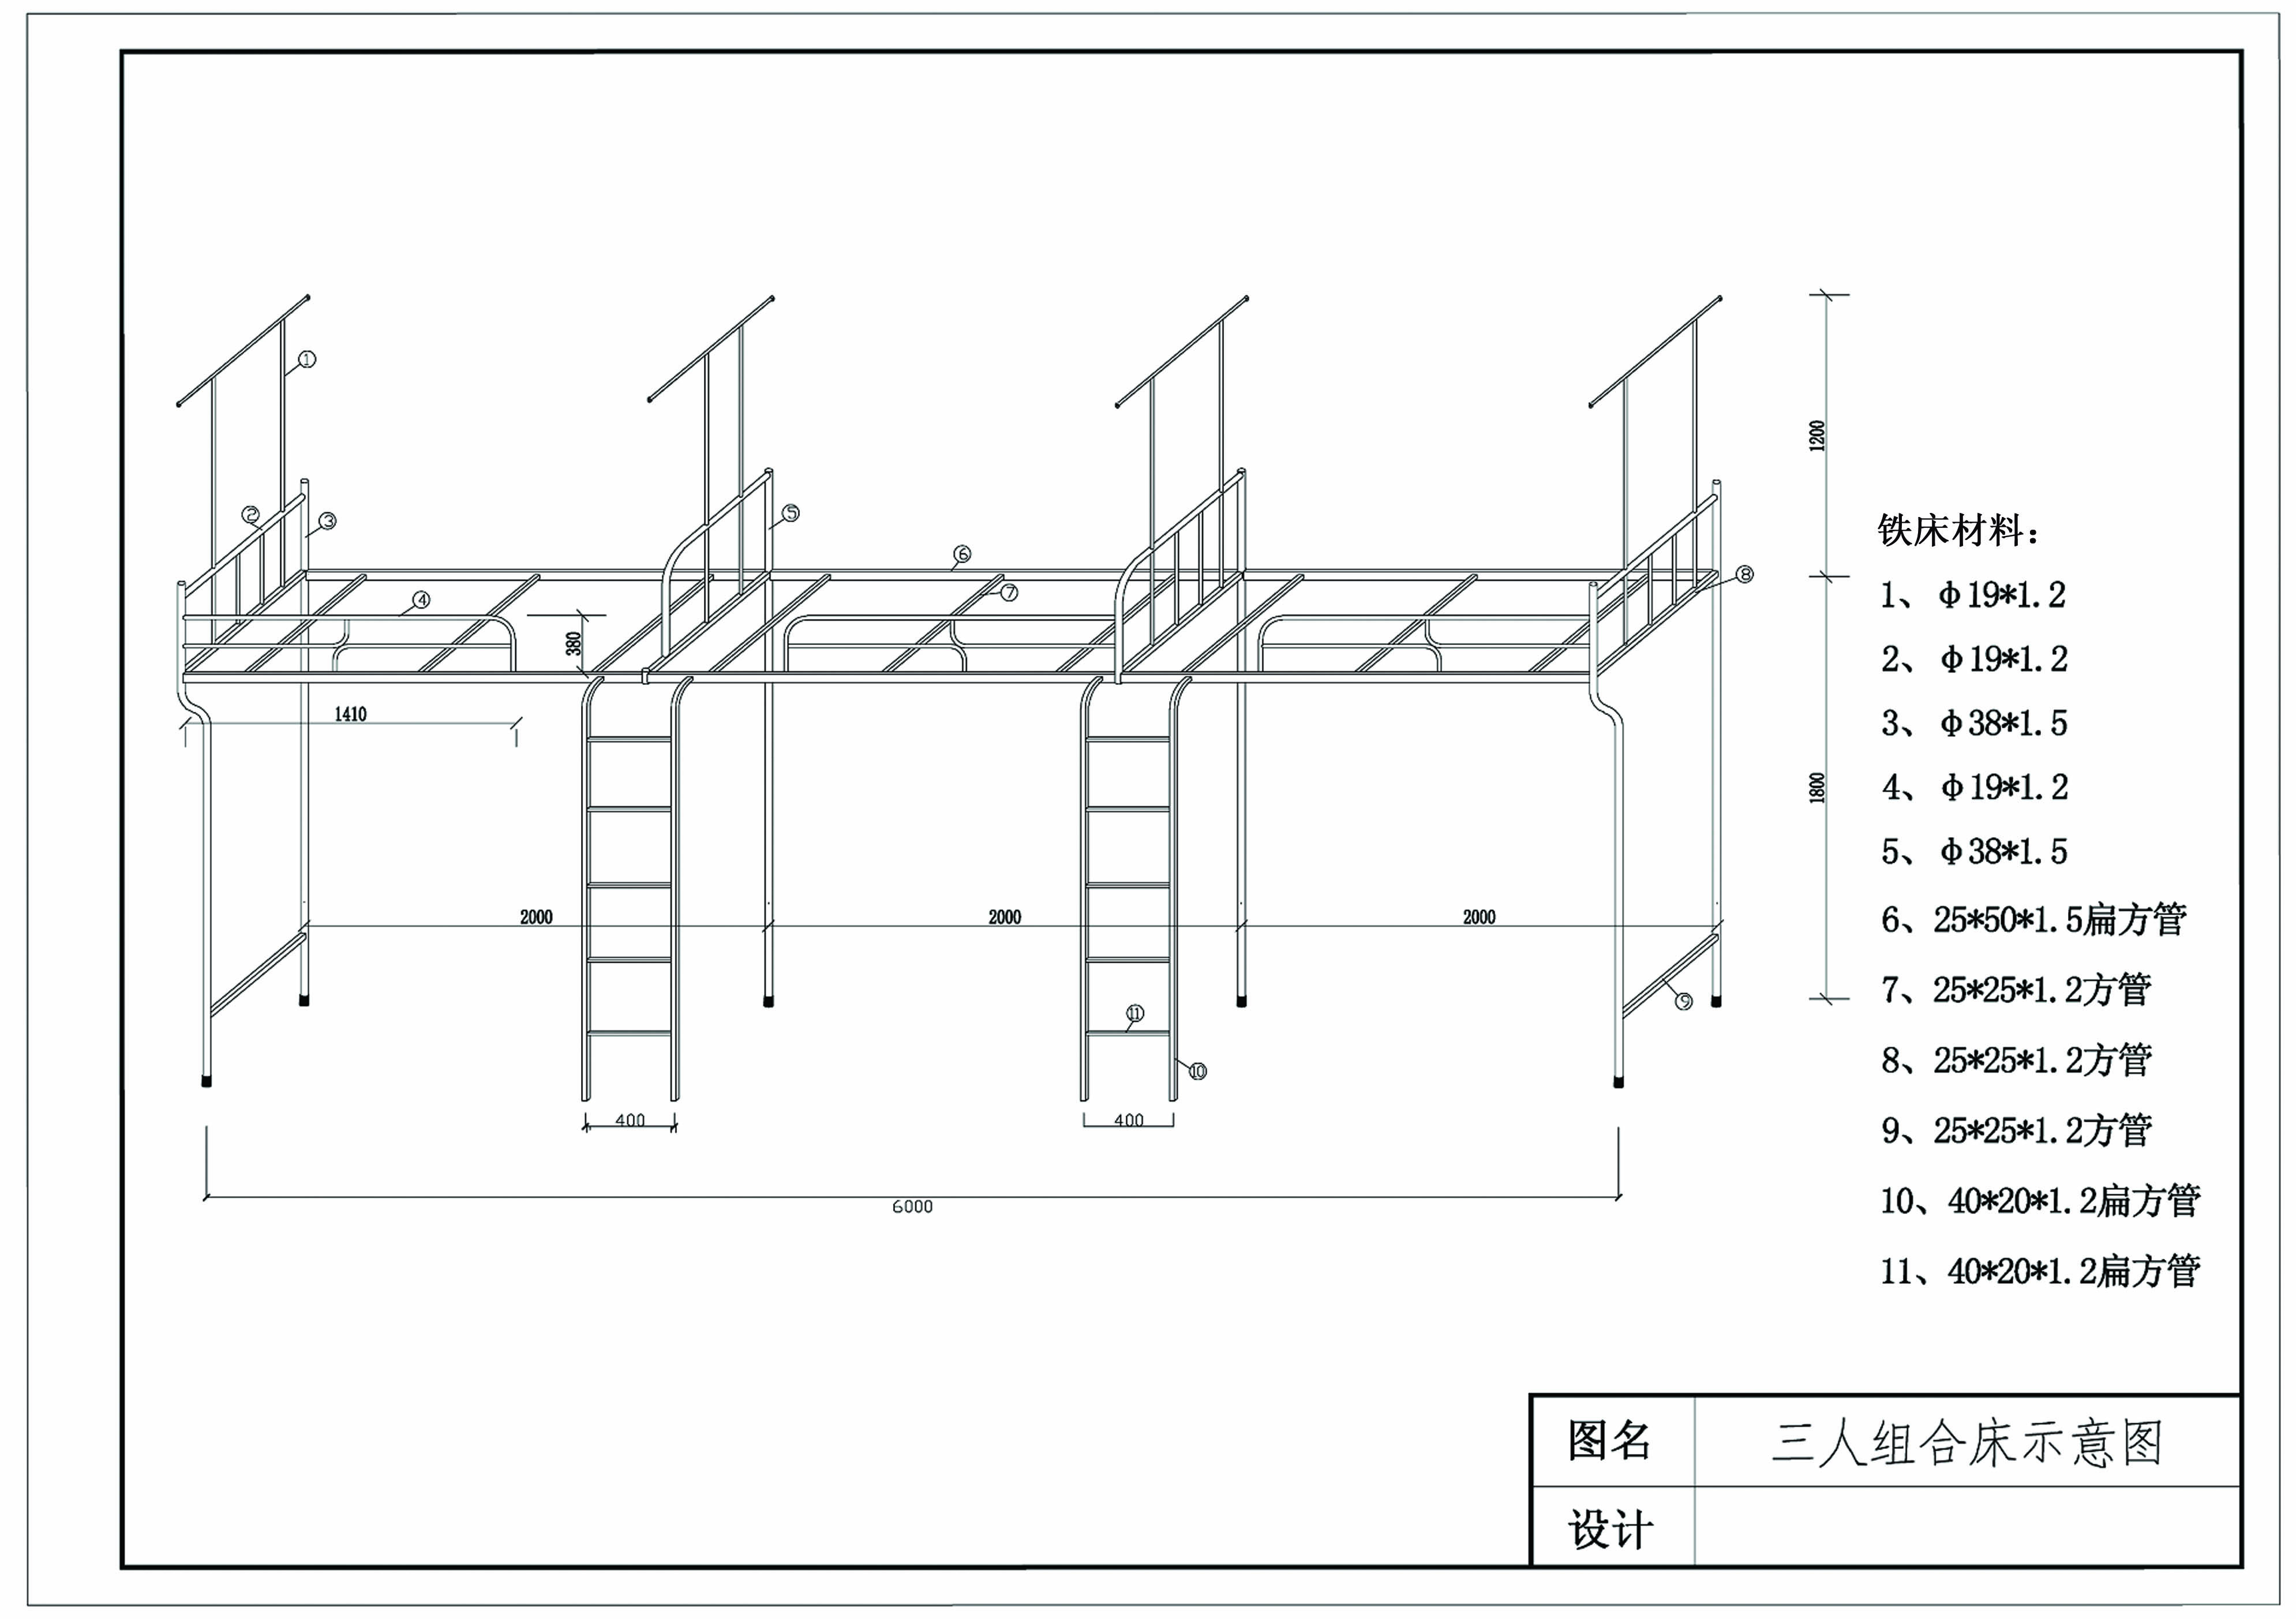 ①
1200
②
③
⑤
⑥
⑧
④
⑦
380
1410
1800
2000
2000
2000
⑨
⑪
⑩
400
400
6000
铁床材料：
1、Φ19*1.2
2、Φ19*1.2
3、Φ38*1.5
4、Φ19*1.2
5、Φ38*1.5
6、25*50*1.5扁方管
7、25*25*1.2方管
8、25*25*1.2方管
9、25*25*1.2方管
10、40*20*1.2扁方管
11、40*20*1.2扁方管
图名 三人组合床示意图
设计